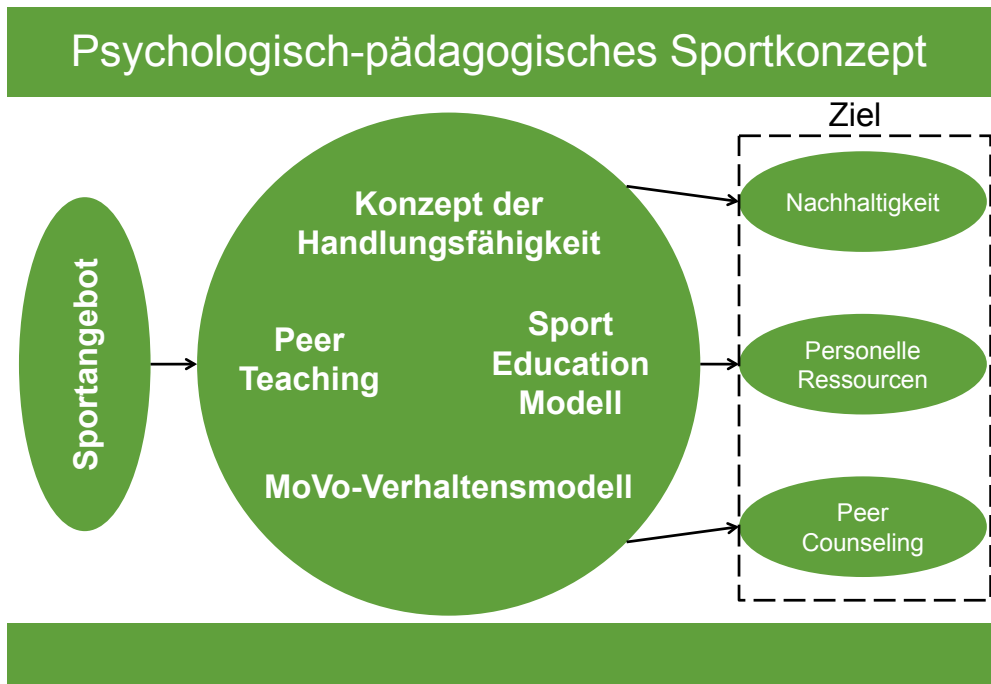 Psychologisch-pädagogisches Sportkonzept
Sportangebot
Konzept der
Handlungsfähigkeit
Peer
Teaching
Sport
Education
Modell
MoVo-Verhaltensmodell
Ziel
Nachhaltigkeit
Personelle
Ressourcen
Peer
Counseling